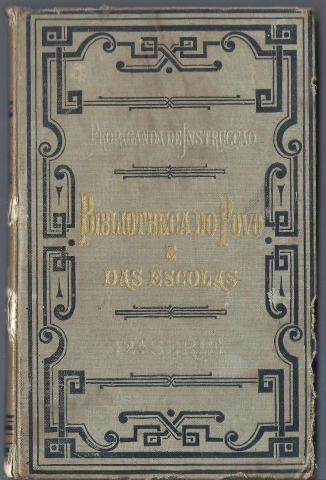 PROPAGANDA DE INSTRUCÇÃO
BIBLIOTHECA DO POVO
E
DAS ESCOLAS